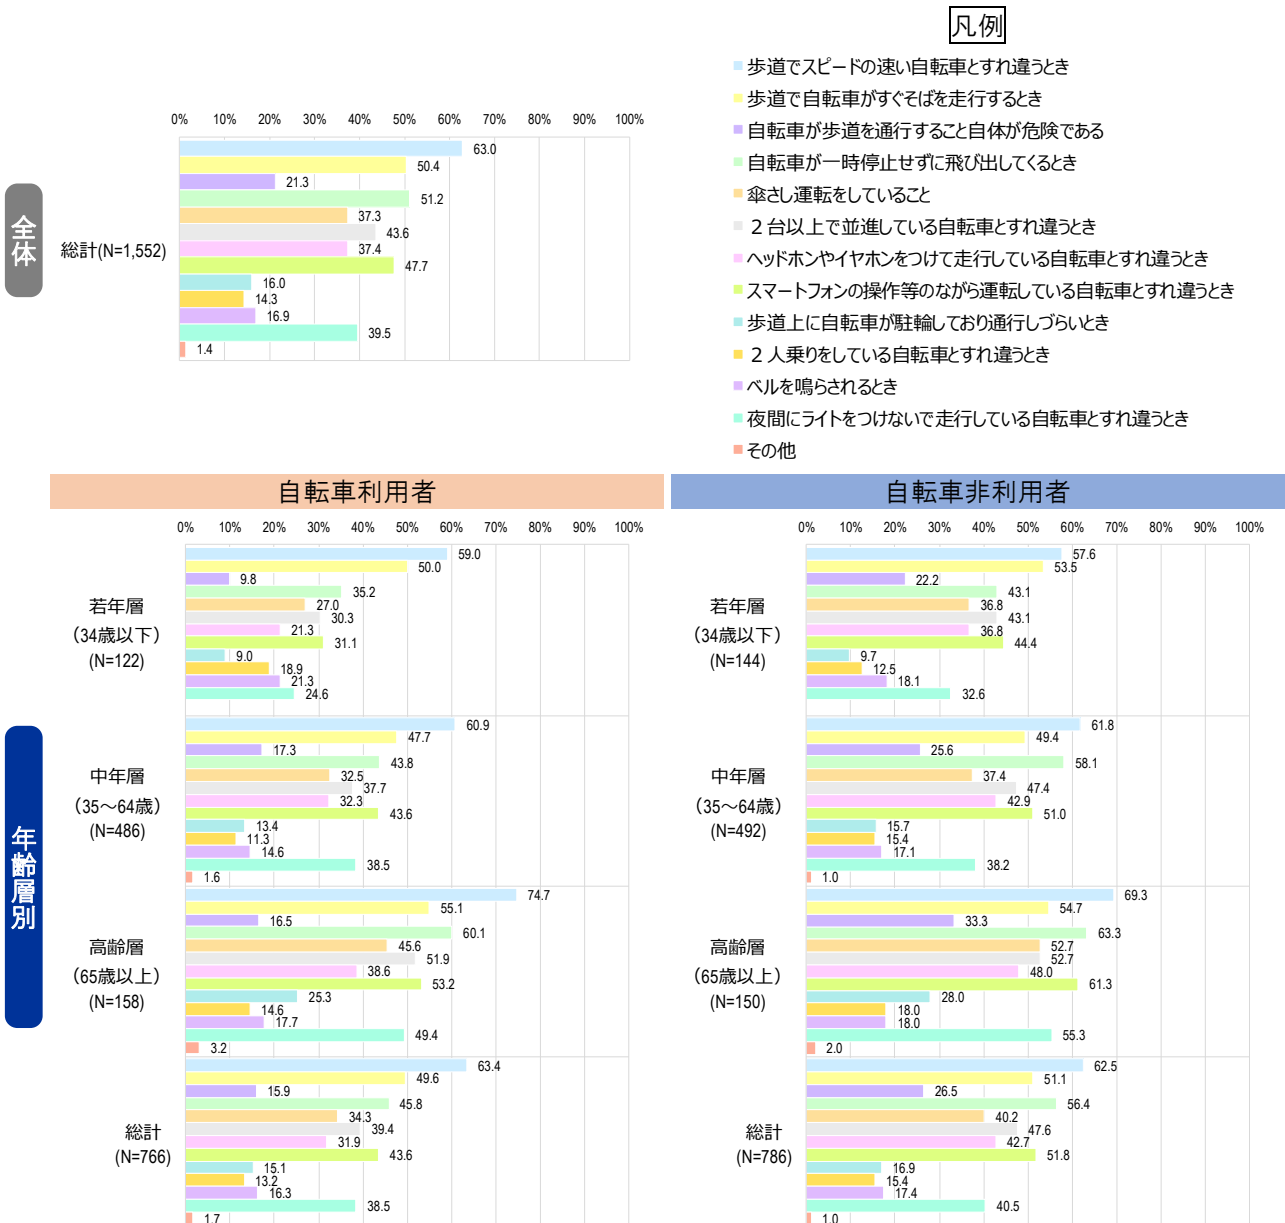 凡例
歩道でスピードの速い自転車とすれ違うとき
歩道で自転車がすぐそばを走行するとき
自転車が歩道を通行すること自体が危険である
自転車が一時停止せずに飛び出してくるとき
傘さし運転をしていること
２台以上で並進している自転車とすれ違うとき
ヘッドホンやイヤホンをつけて走行している自転車とすれ違うとき
スマートフォンの操作等のながら運転している自転車とすれ違うとき
歩道上に自転車が駐輪しており通行しづらいとき
２人乗りをしている自転車とすれ違うとき
ベルを鳴らされるとき
夜間にライトをつけないで走行している自転車とすれ違うとき
その他
0% 10% 20% 30% 40% 50% 60% 70% 80% 90% 100%
全体
総計(N=1,552)
63.0
50.4
21.3
51.2
37.3
43.6
37.4
47.7
16.0
14.3
16.9
39.5
1.4
年齢層別
自転車利用者
0% 10% 20% 30% 40% 50% 60% 70% 80% 90% 100%
若年層
（34歳以下）
(N=122)
59.0
50.0
9.8
35.2
27.0
30.3
21.3
31.1
9.0
18.9
21.3
24.6
中年層
（35～64歳）
(N=486)
60.9
47.7
17.3
43.8
32.5
37.7
32.3
43.6
13.4
11.3
14.6
38.5
1.6
高齢層
（65歳以上）
(N=158)
74.7
55.1
16.5
60.1
45.6
51.9
38.6
53.2
25.3
14.6
17.7
49.4
3.2
総計
(N=766)
63.4
49.6
15.9
45.8
34.3
39.4
31.9
43.6
15.1
13.2
16.3
38.5
1.7
自転車非利用者
0% 10% 20% 30% 40% 50% 60% 70% 80% 90% 100%
若年層
（34歳以下）
(N=144)
57.6
53.5
22.2
43.1
36.8
43.1
36.8
44.4
9.7
12.5
18.1
32.6
中年層
（35～64歳）
(N=492)
61.8
49.4
25.6
58.1
37.4
47.4
42.9
51.0
15.7
15.4
17.1
38.2
1.0
高齢層
（65歳以上）
(N=150)
69.3
54.7
33.3
63.3
52.7
52.7
48.0
61.3
28.0
18.0
18.0
55.3
2.0
総計
(N=786)
62.5
51.1
26.5
56.4
40.2
47.6
42.7
51.8
16.9
15.4
17.4
40.5
1.0